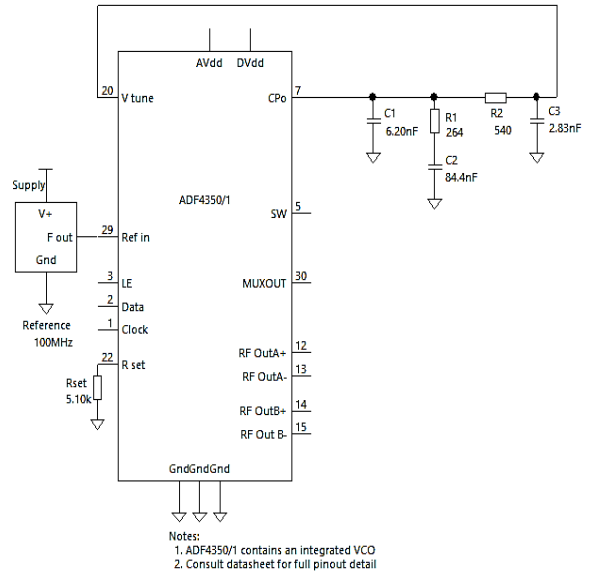 AVdd
DVdd
20
V tune
CPo
7
C1
6.20nF
R1
264
R2
540
C3
2.83nF
C2
84.4nF
Supply
V+
F out
Gnd
Reference
100MHz
ADF4350/1
29
Ref in
SW
5
3
LE
MUXOUT
30
2
Data
1
Clock
22
R set
Rset
5.10k
RF OutA+
12
RF OutA-
13
RF OutB+
14
RF Out B-
15
GndGndGnd
Notes:
1. ADF4350/1 contains an integrated VCO
2. Consult datasheet for full pinout detail